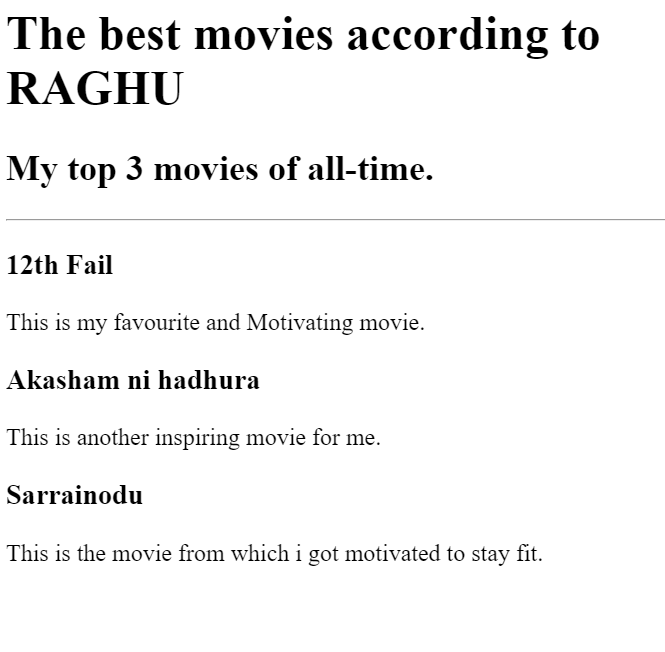 The best movies according to
RAGHU
My top 3 movies of all-time.
12th Fail
This is my favourite and Motivating movie.
Akasham ni hadhura
This is another inspiring movie for me.
Sarrainodu
This is the movie from which i got motivated to stay fit.